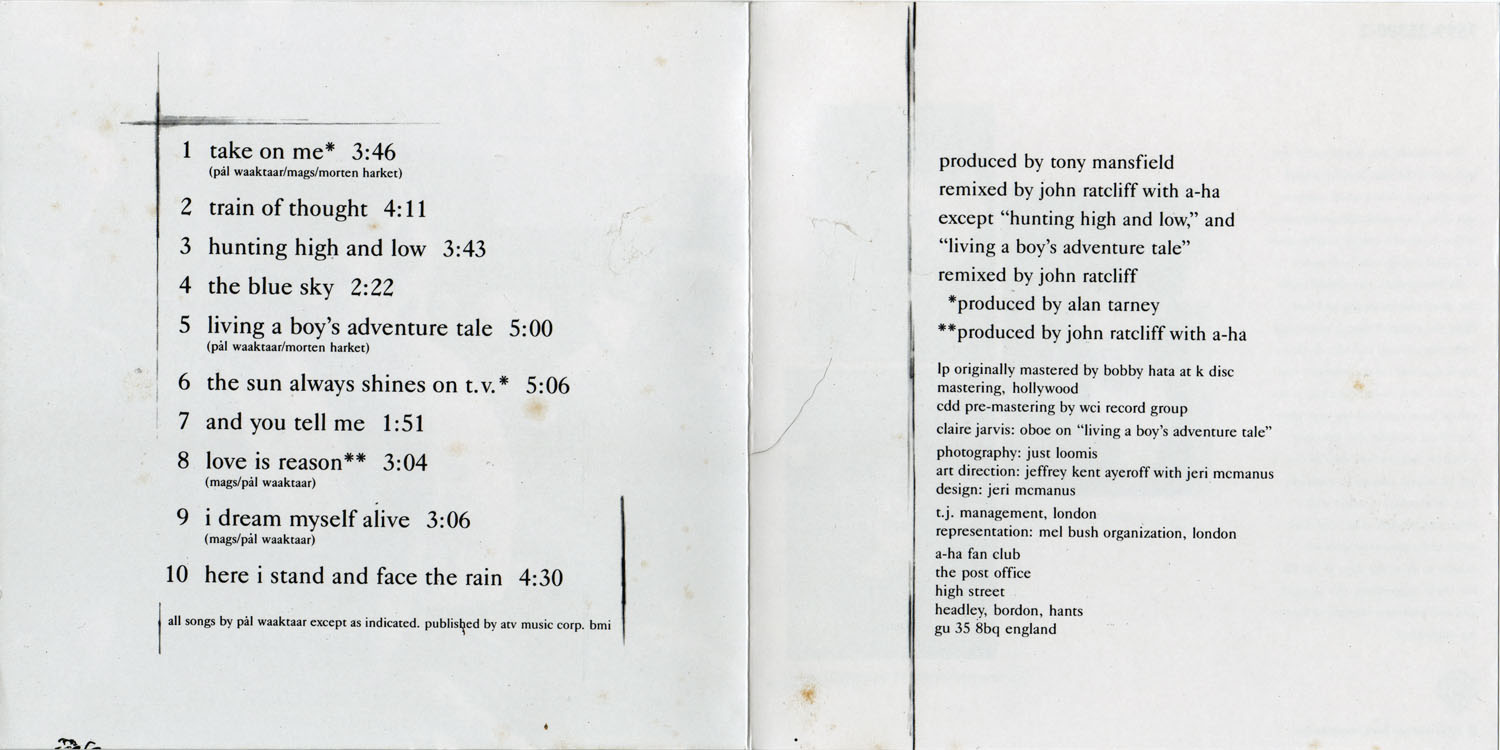 1 take on me* 3:46
(pål waaktaar/mags/morten harket)
2 train of thought 4:11
3 hunting high and low 3:43
4 the blue sky 2:22
5 living a boy's adventure tale 5:00
(pål waaktaar/morten harket)
6 the sun always shines on t.v.* 5:06
7 and you tell me 1:51
8 love is reason** 3:04
(mags/pål waaktaar)
9 i dream myself alive 3:06
(mags/pål waaktaar)
10 here i stand and face the rain 4:30
all songs by pål waaktaar except as indicated. published by atv music corp. bmi
produced by tony mansfield
remixed by john ratcliff with a-ha
except “hunting high and low,” and
“living a boy's adventure tale”
remixed by john ratcliff
*produced by alan tarney
**produced by john ratcliff with a-ha
lp originally mastered by bobby hata at k disc
mastering, hollywood
cdd pre-mastering by wci record group
claire jarvis: oboe on “living a boy's adventure tale”
photography: just loomis
art direction: jeffrey kent ayeroff with jeri mcmanus
design: jeri mcmanus
t.j. management, london
representation: mel bush organization, london
a-ha fan club
the post office
high street
headley, bordon, hants
gu 35 8bq england